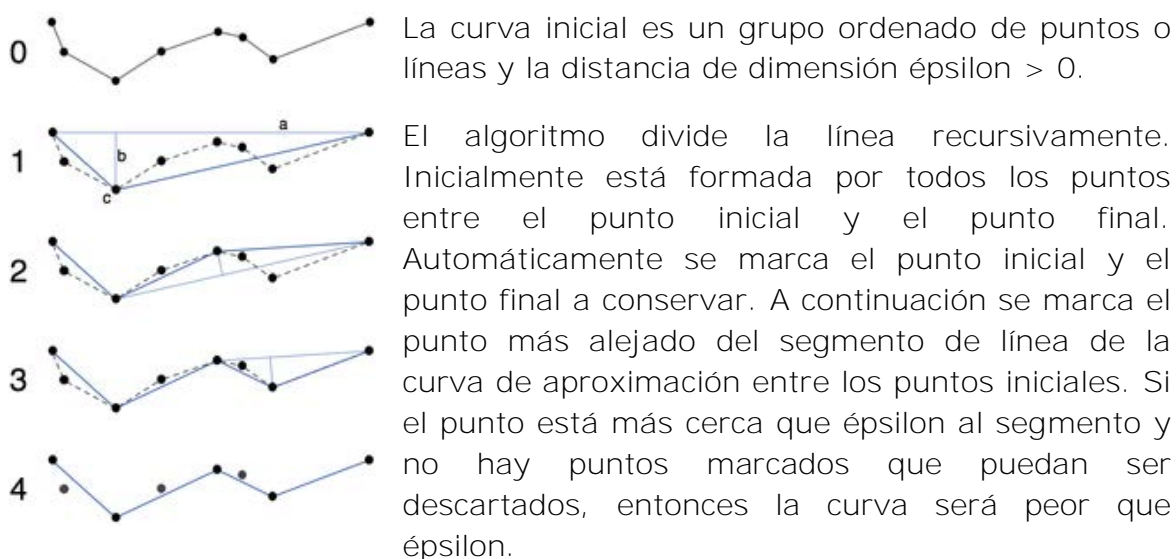 0
La curva inicial es un grupo ordenado de puntos o
líneas y la distancia de dimensión épsilon > 0.
1
a
b
c
El algoritmo divide la línea recursivamente.
Inicialmente está formada por todos los puntos
entre el punto inicial y el punto final.
2
Automáticamente se marca el punto inicial y el
punto final a conservar. A continuación se marca el
punto más alejado del segmento de línea de la
3
curva de aproximación entre los puntos iniciales. Si
el punto está más cerca que épsilon al segmento y
4
no hay puntos marcados que puedan ser
descartados, entonces la curva será peor que
épsilon.